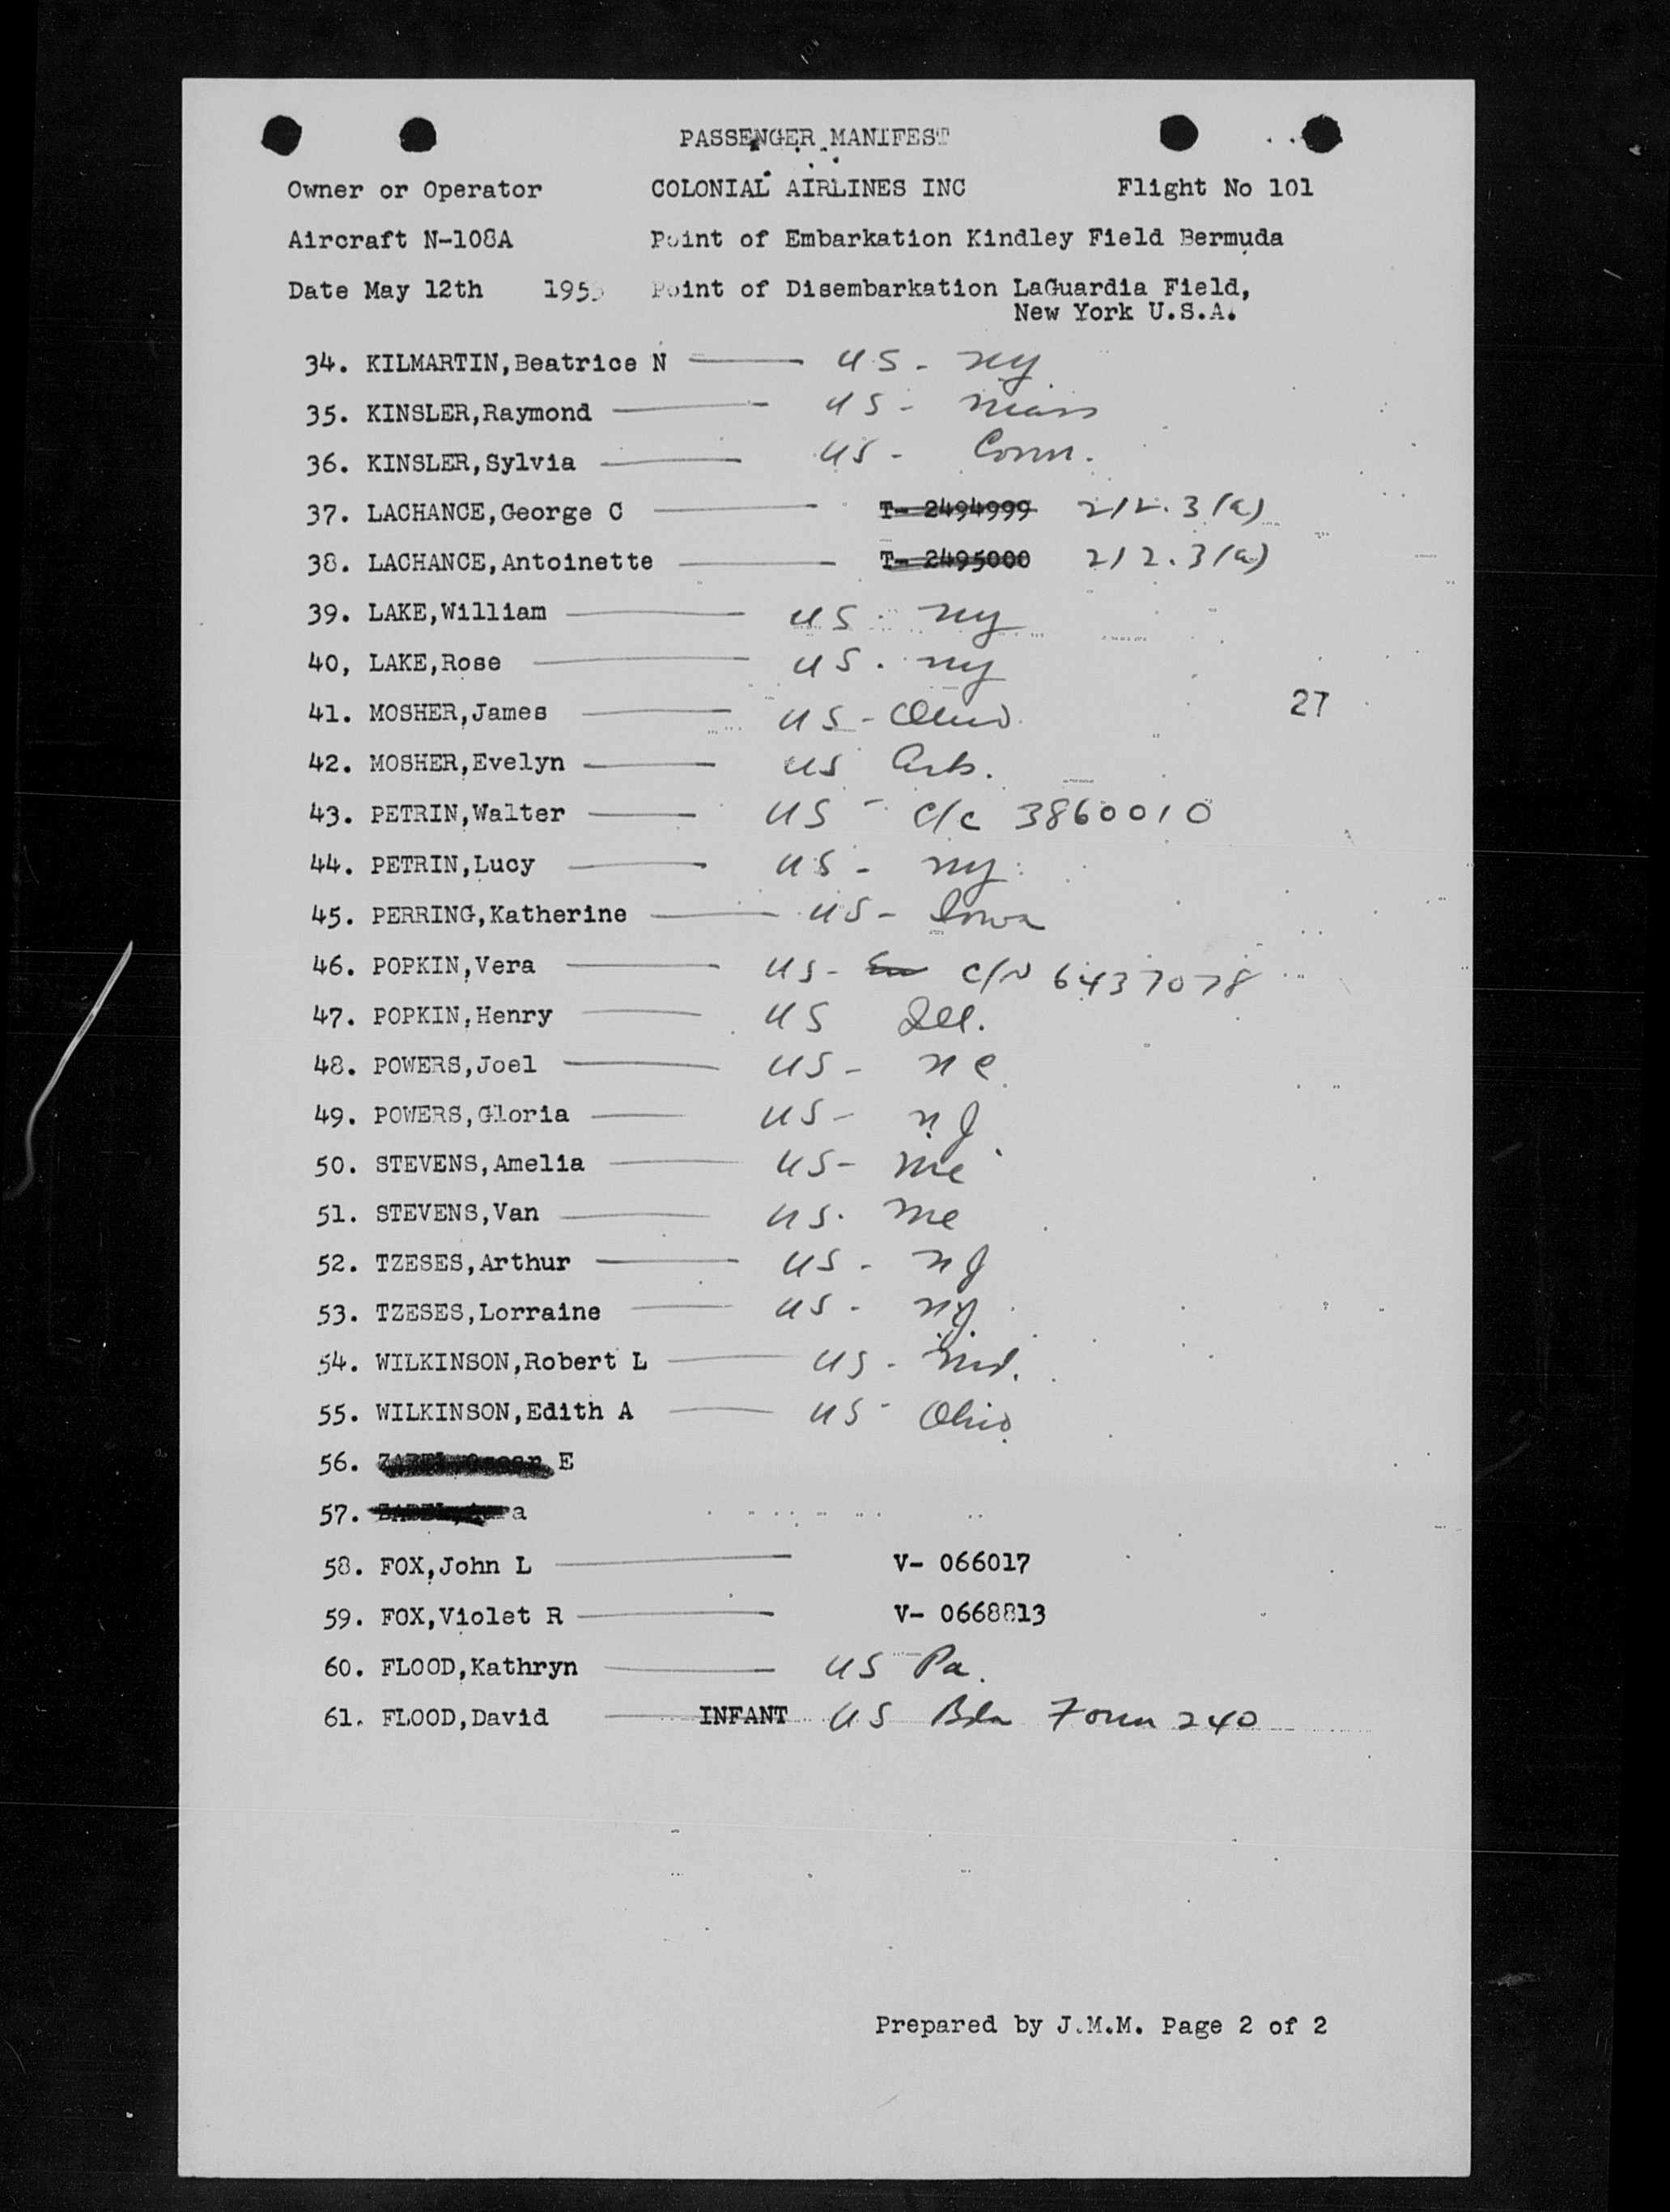 PASSENGER MANIFEST
Owner or Operator COLONIAL AIRLINES INC Flight No 101
Aircraft N-108A Point of Embarkation Kindley Field Bermuda
Date May 12th 195 Point of Disembarkation LaGuardia Field,
New York U.S.A.
34. KILMARTIN,Beatrice N US - NY
35. KINSLER,Raymond US - Mass
36. KINSLER,Sylvia US - Conn.
37. LACHANCE,George C T- 2494999 212.3(a)
38. LACHANCE,Antoinette T- 2495000 212.3(a)
39. LAKE,William US - NY
40, LAKE,Rose US. NY
41. MOSHER,James US - Ohio 27
42. MOSHER,Evelyn US Ark.
43. PETRIN,Walter US - C/C 3860010
44. PETRIN,Lucy US - NY
45. PERRING,Katherine US - Iowa
46. POPKIN,Vera US - C/N 6437078
47. POPKIN,Henry US Ill.
48. POWERS,Joel US - NC
49. POWERS,Gloria US - NJ
50. STEVENS,Amelia US - Me
51. STEVENS,Van US. Me
52. TZESES,Arthur US - NJ
53. TZESES,Lorraine US -
54. WILKINSON,Robert L US -
55. WILKINSON,Edith A US - Ohio
56. E
57. a
58. FOX,John L V- 066017
59. FOX,Violet R V- 0668813
60. FLOOD,Kathryn US Pa.
61. FLOOD,David INFANT US Bda Form 240
Prepared by J.M.M. Page 2 of 2